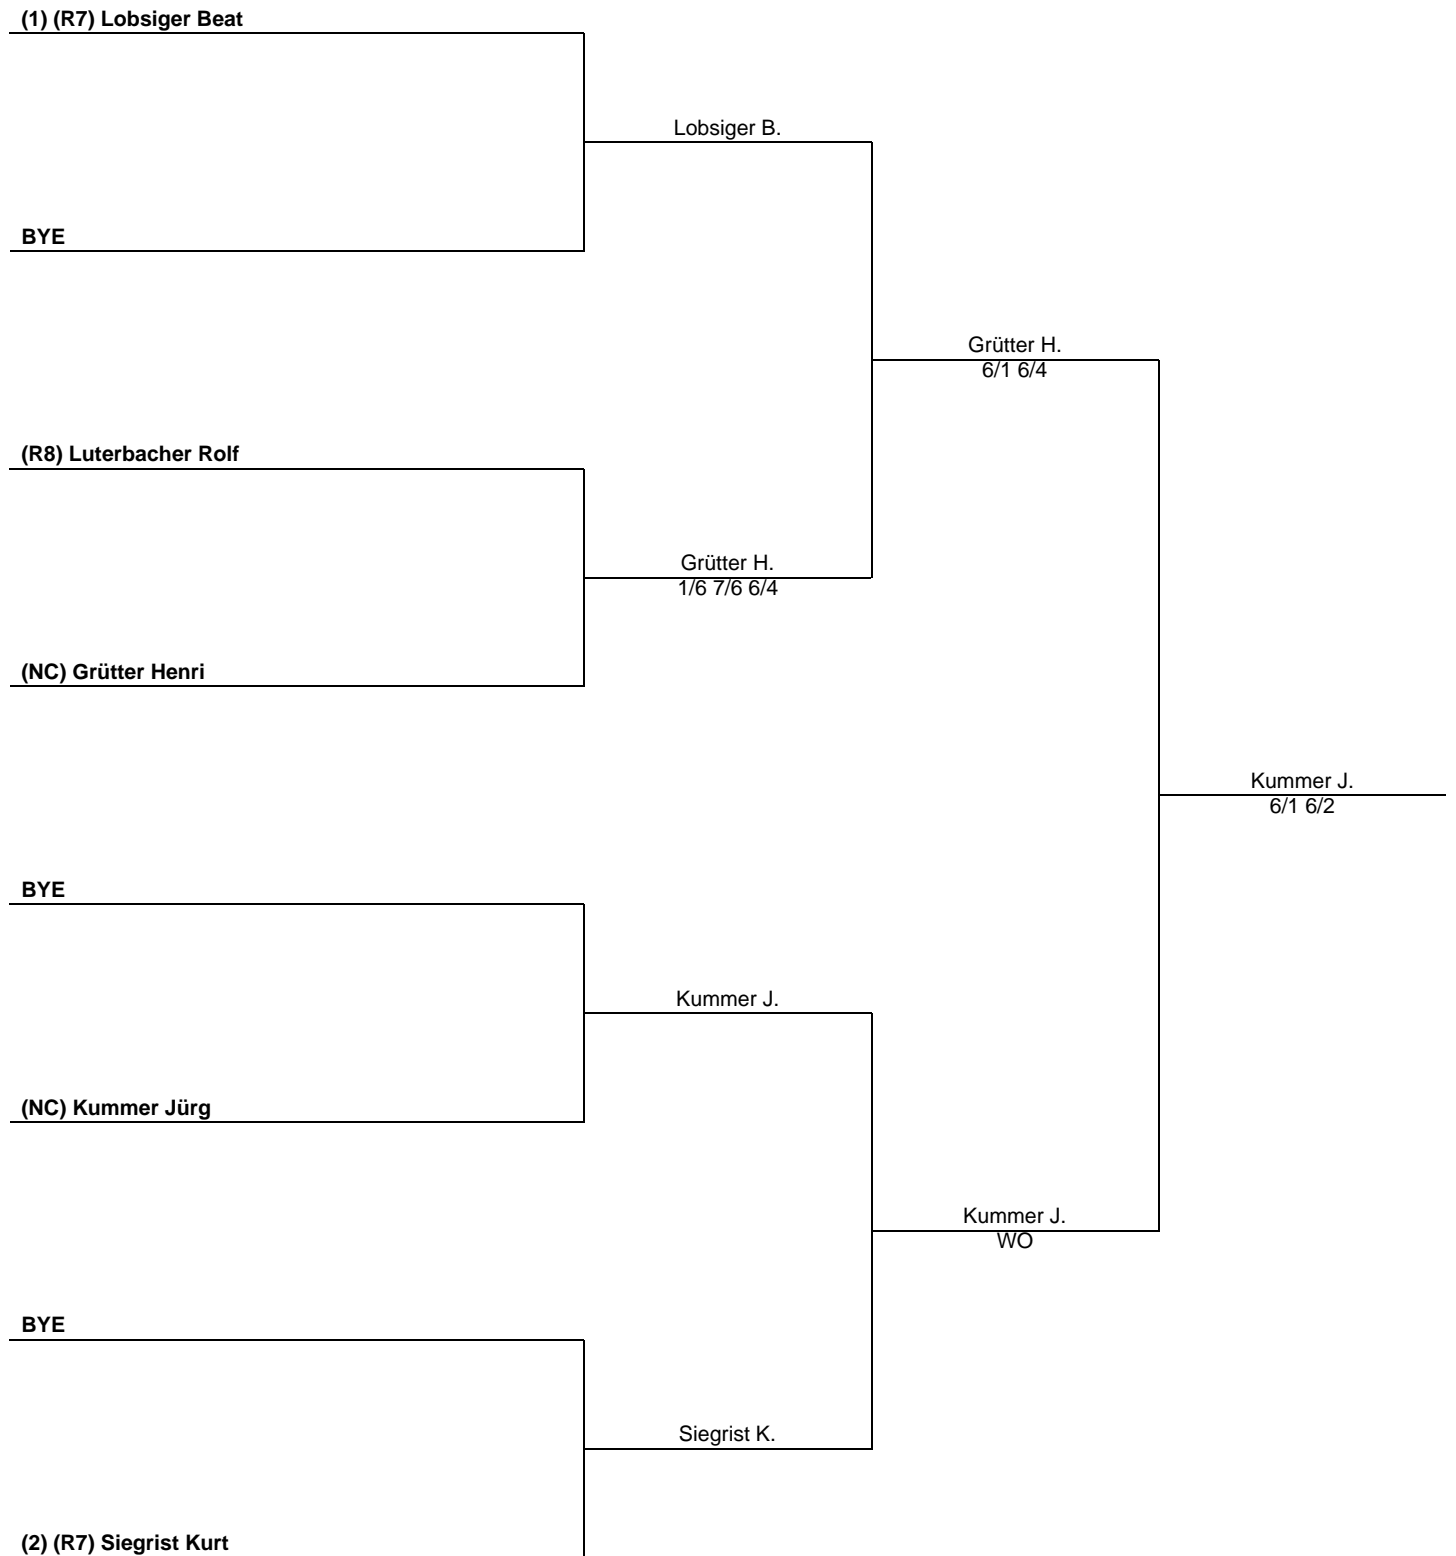 (1) (R7) Lobsiger Beat
Lobsiger B.
BYE
Grütter H.
6/1 6/4
(R8) Luterbacher Rolf
Grütter H.
1/6 7/6 6/4
(NC) Grütter Henri
Kummer J.
6/1 6/2
BYE
Kummer J.
(NC) Kummer Jürg
Kummer J.
WO
BYE
Siegrist K.
(2) (R7) Siegrist Kurt